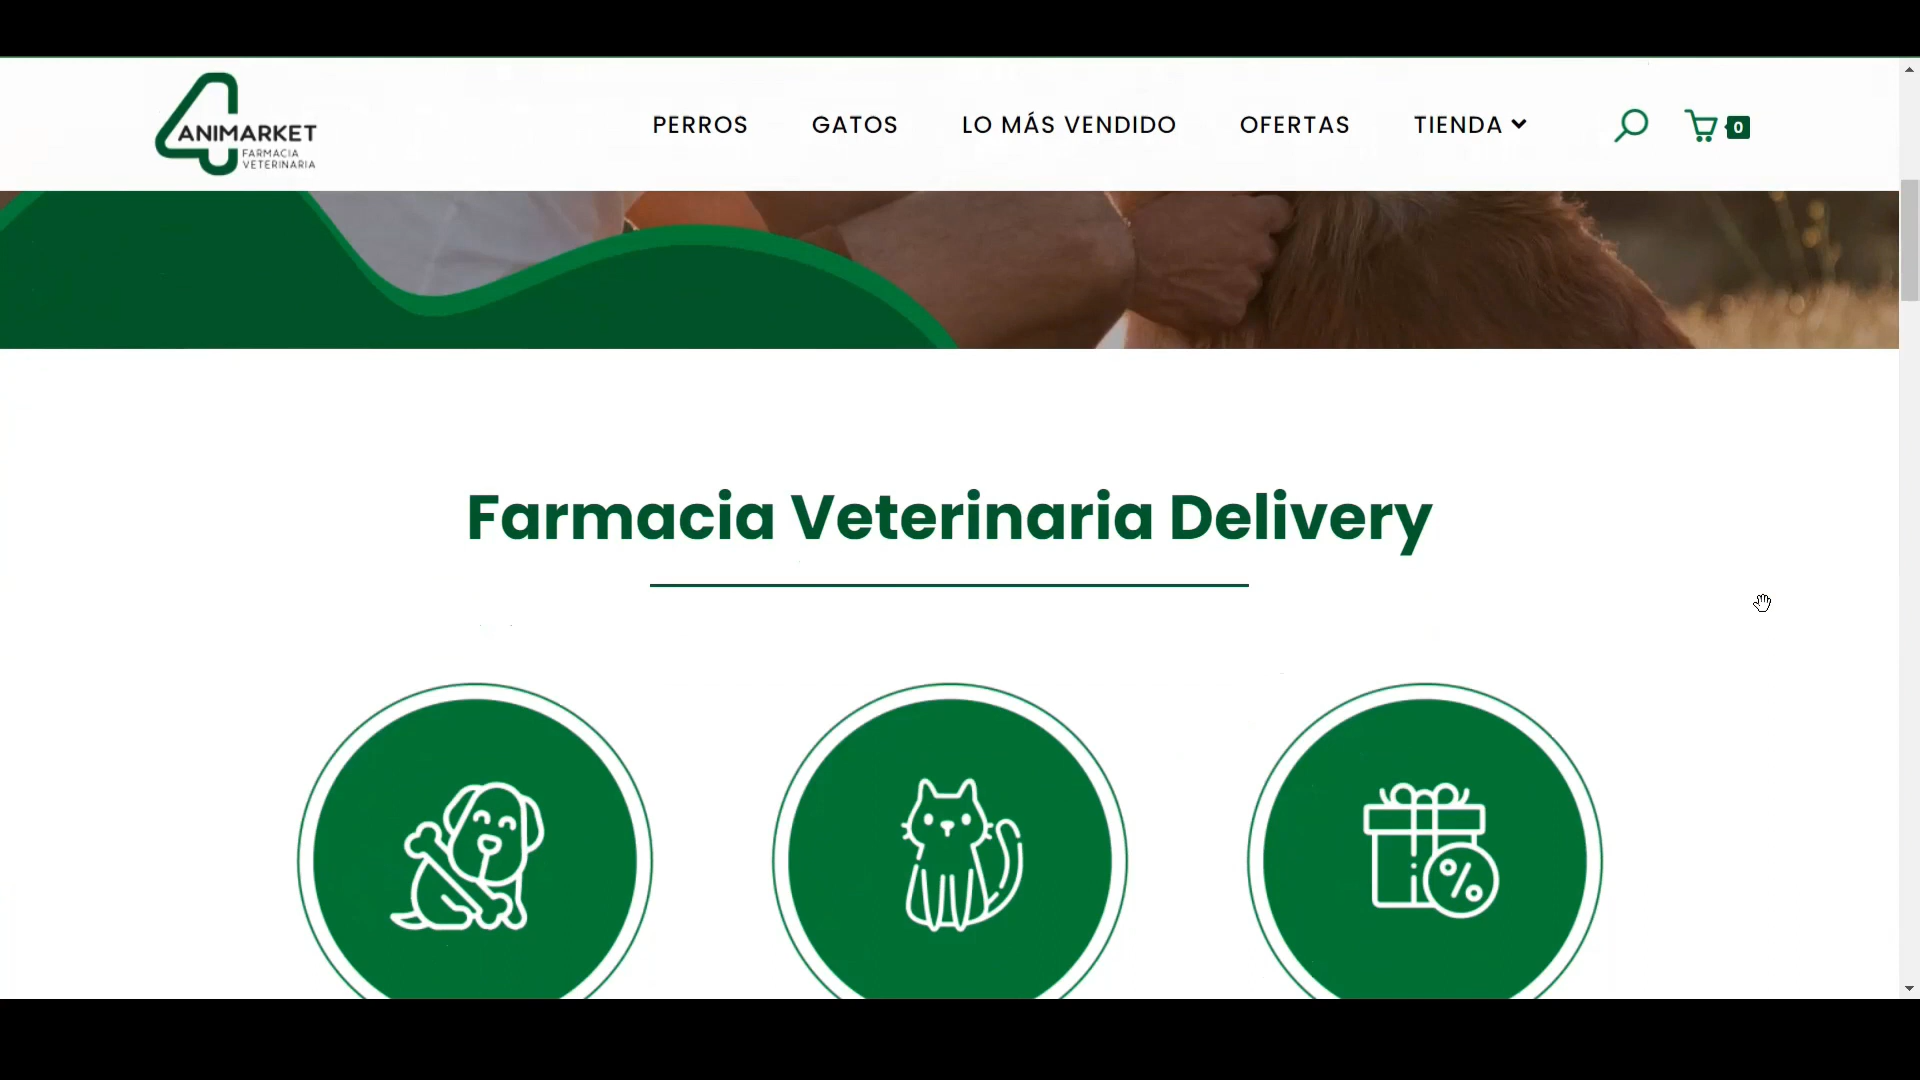 ANIMARKET
FARMACIA
VETERINARIA
PERROS
GATOS
LO MÁS VENDIDO
OFERTAS
TIENDA
0
Farmacia Veterinaria Delivery
%